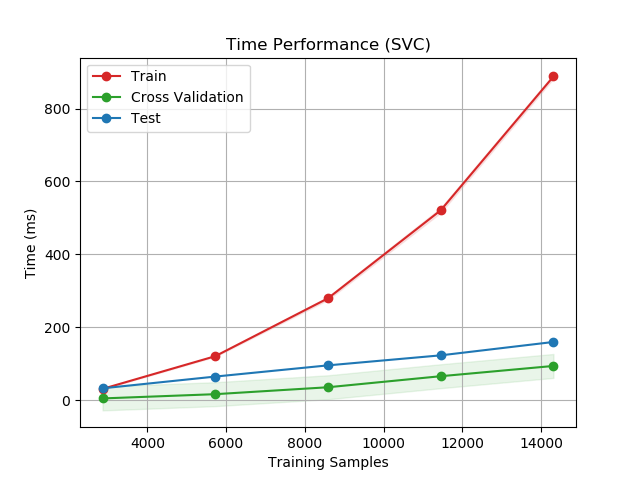 Time Performance (SVC)
Train
Cross Validation
Test
800
600
400
200
0
Time (ms)
4000 6000 8000 10000 12000 14000
Training Samples